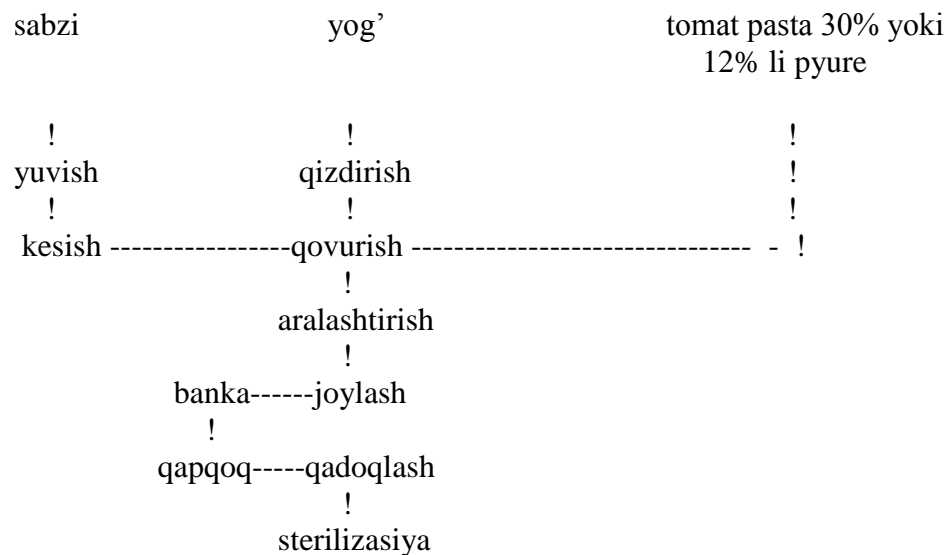 sabzi yog’ tomat pasta 30% yoki
12% li pyure
! ! !
yuvish qizdirish !
! ! !
kesish -----------------qovurish -------------------------------- - !
!
aralashtirish
!
banka------joylash
!
qapqoq-----qadoqlash
!
sterilizasiya